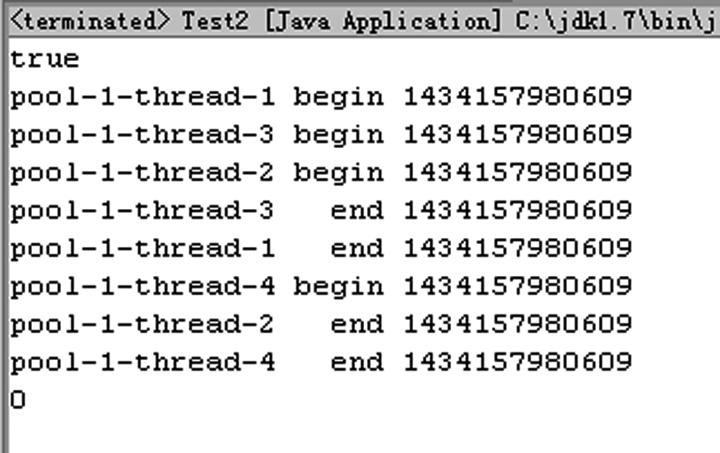 <terminated> Test2 [Java Application] C:\jdk1.7\bin\j
true
pool-1-thread-1 begin 1434157980609
pool-1-thread-3 begin 1434157980609
pool-1-thread-2 begin 1434157980609
pool-1-thread-3   end 1434157980609
pool-1-thread-1   end 1434157980609
pool-1-thread-4 begin 1434157980609
pool-1-thread-2   end 1434157980609
pool-1-thread-4   end 1434157980609
0